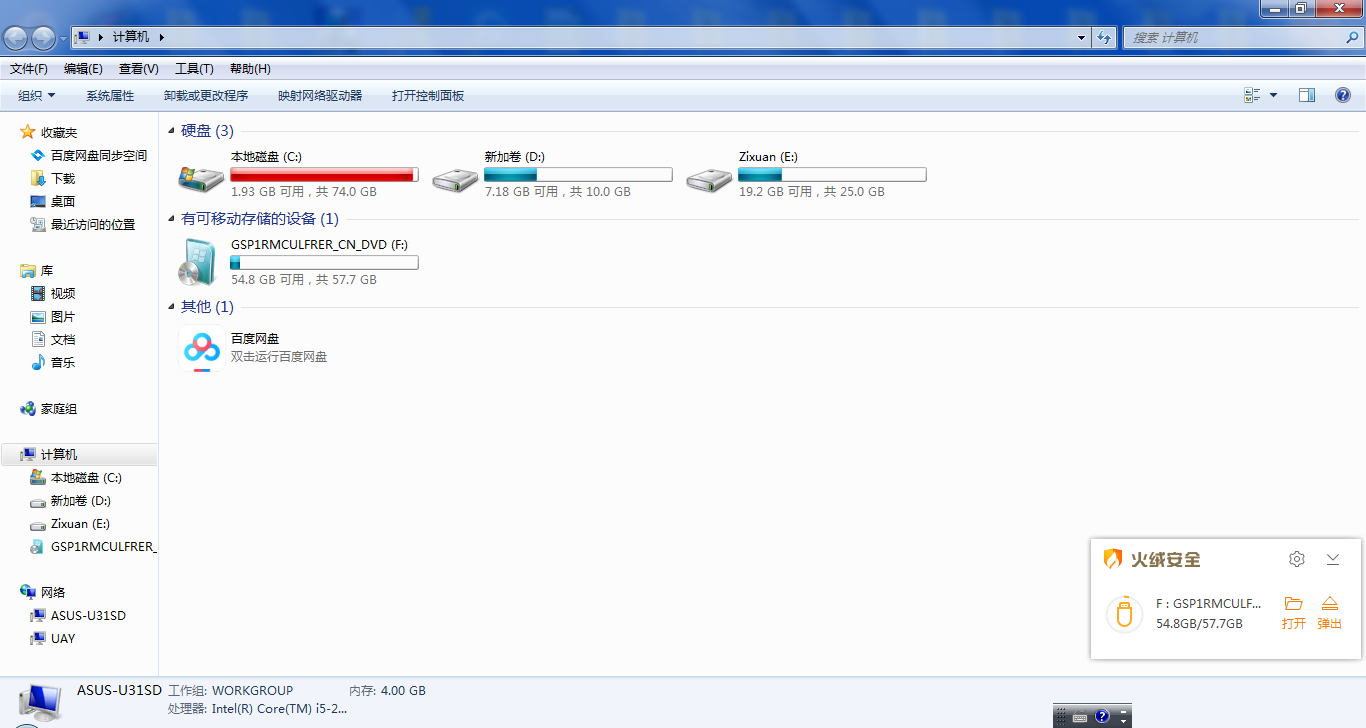 计算机
搜索 计算机
文件(F) 编辑(E) 查看(V) 工具(T) 帮助(H)
组织 系统属性 卸载或更改程序 映射网络驱动器 打开控制面板
收藏夹
百度网盘同步空间
下载
桌面
最近访问的位置
库
视频
图片
文档
音乐
家庭组
计算机
本地磁盘 (C:)
新加卷 (D:)
Zixuan (E:)
GSP1RMCULFRER_
网络
ASUS-U31SD
UAY
硬盘 (3)
本地磁盘 (C:)
1.93 GB 可用，共 74.0 GB
新加卷 (D:)
7.18 GB 可用，共 10.0 GB
Zixuan (E:)
19.2 GB 可用，共 25.0 GB
有可移动存储的设备 (1)
GSP1RMCULFRER_CN_DVD (F:)
54.8 GB 可用，共 57.7 GB
其他 (1)
百度网盘
双击运行百度网盘
火绒安全
F : GSP1RMCULF...
54.8GB/57.7GB
打开 弹出
ASUS-U31SD 工作组: WORKGROUP 内存: 4.00 GB
处理器: Intel(R) Core(TM) i5-2...